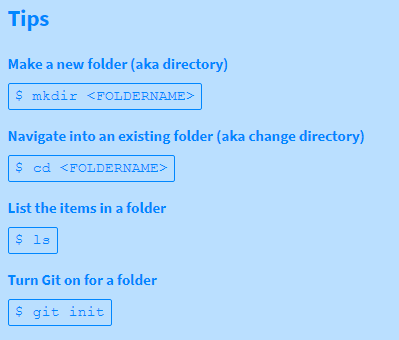 Tips
Make a new folder (aka directory)
$ mkdir <FOLDERNAME>
Navigate into an existing folder (aka change directory)
$ cd <FOLDERNAME>
List the items in a folder
$ ls
Turn Git on for a folder
$ git init